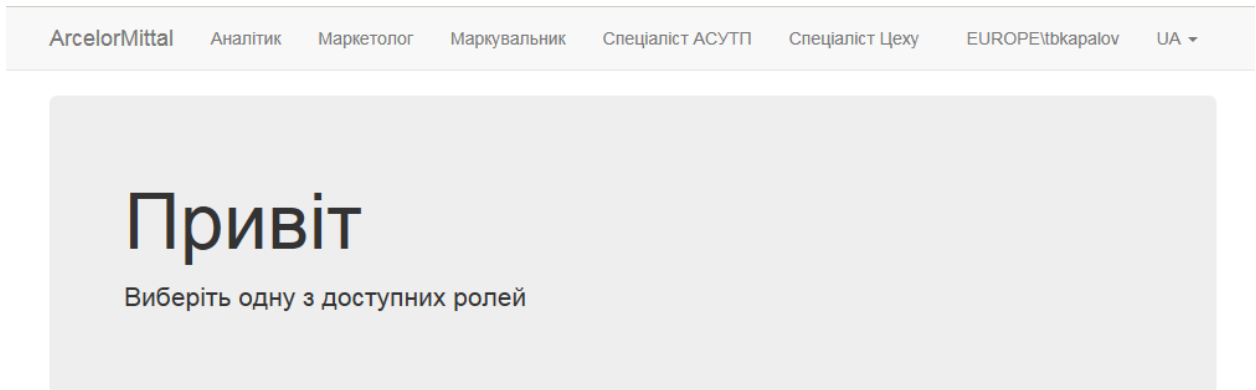 ArcelorMittal Аналітик Маркетолог Маркувальник Спеціаліст АСУТП Спеціаліст Цеху EUROPE\tbkapalov UA
Привіт
Виберіть одну з доступних ролей